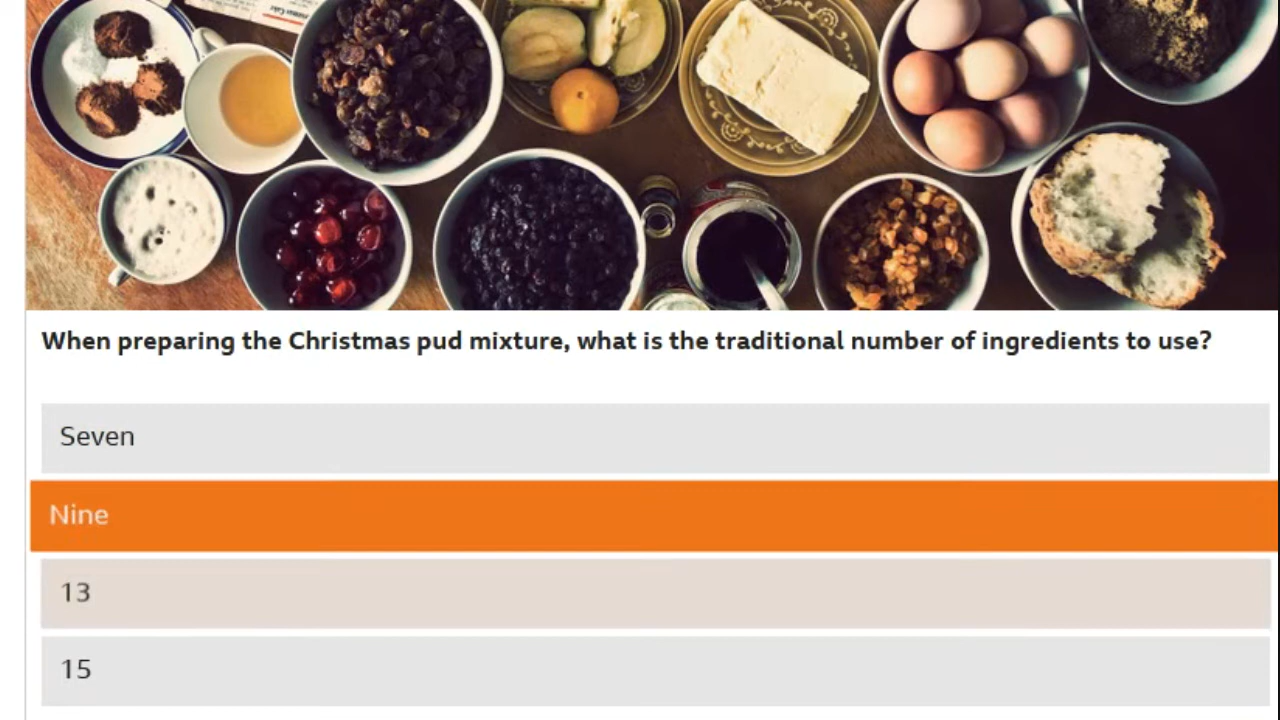 When preparing the Christmas pud mixture, what is the traditional number of ingredients to use?
Seven
Nine
13
15